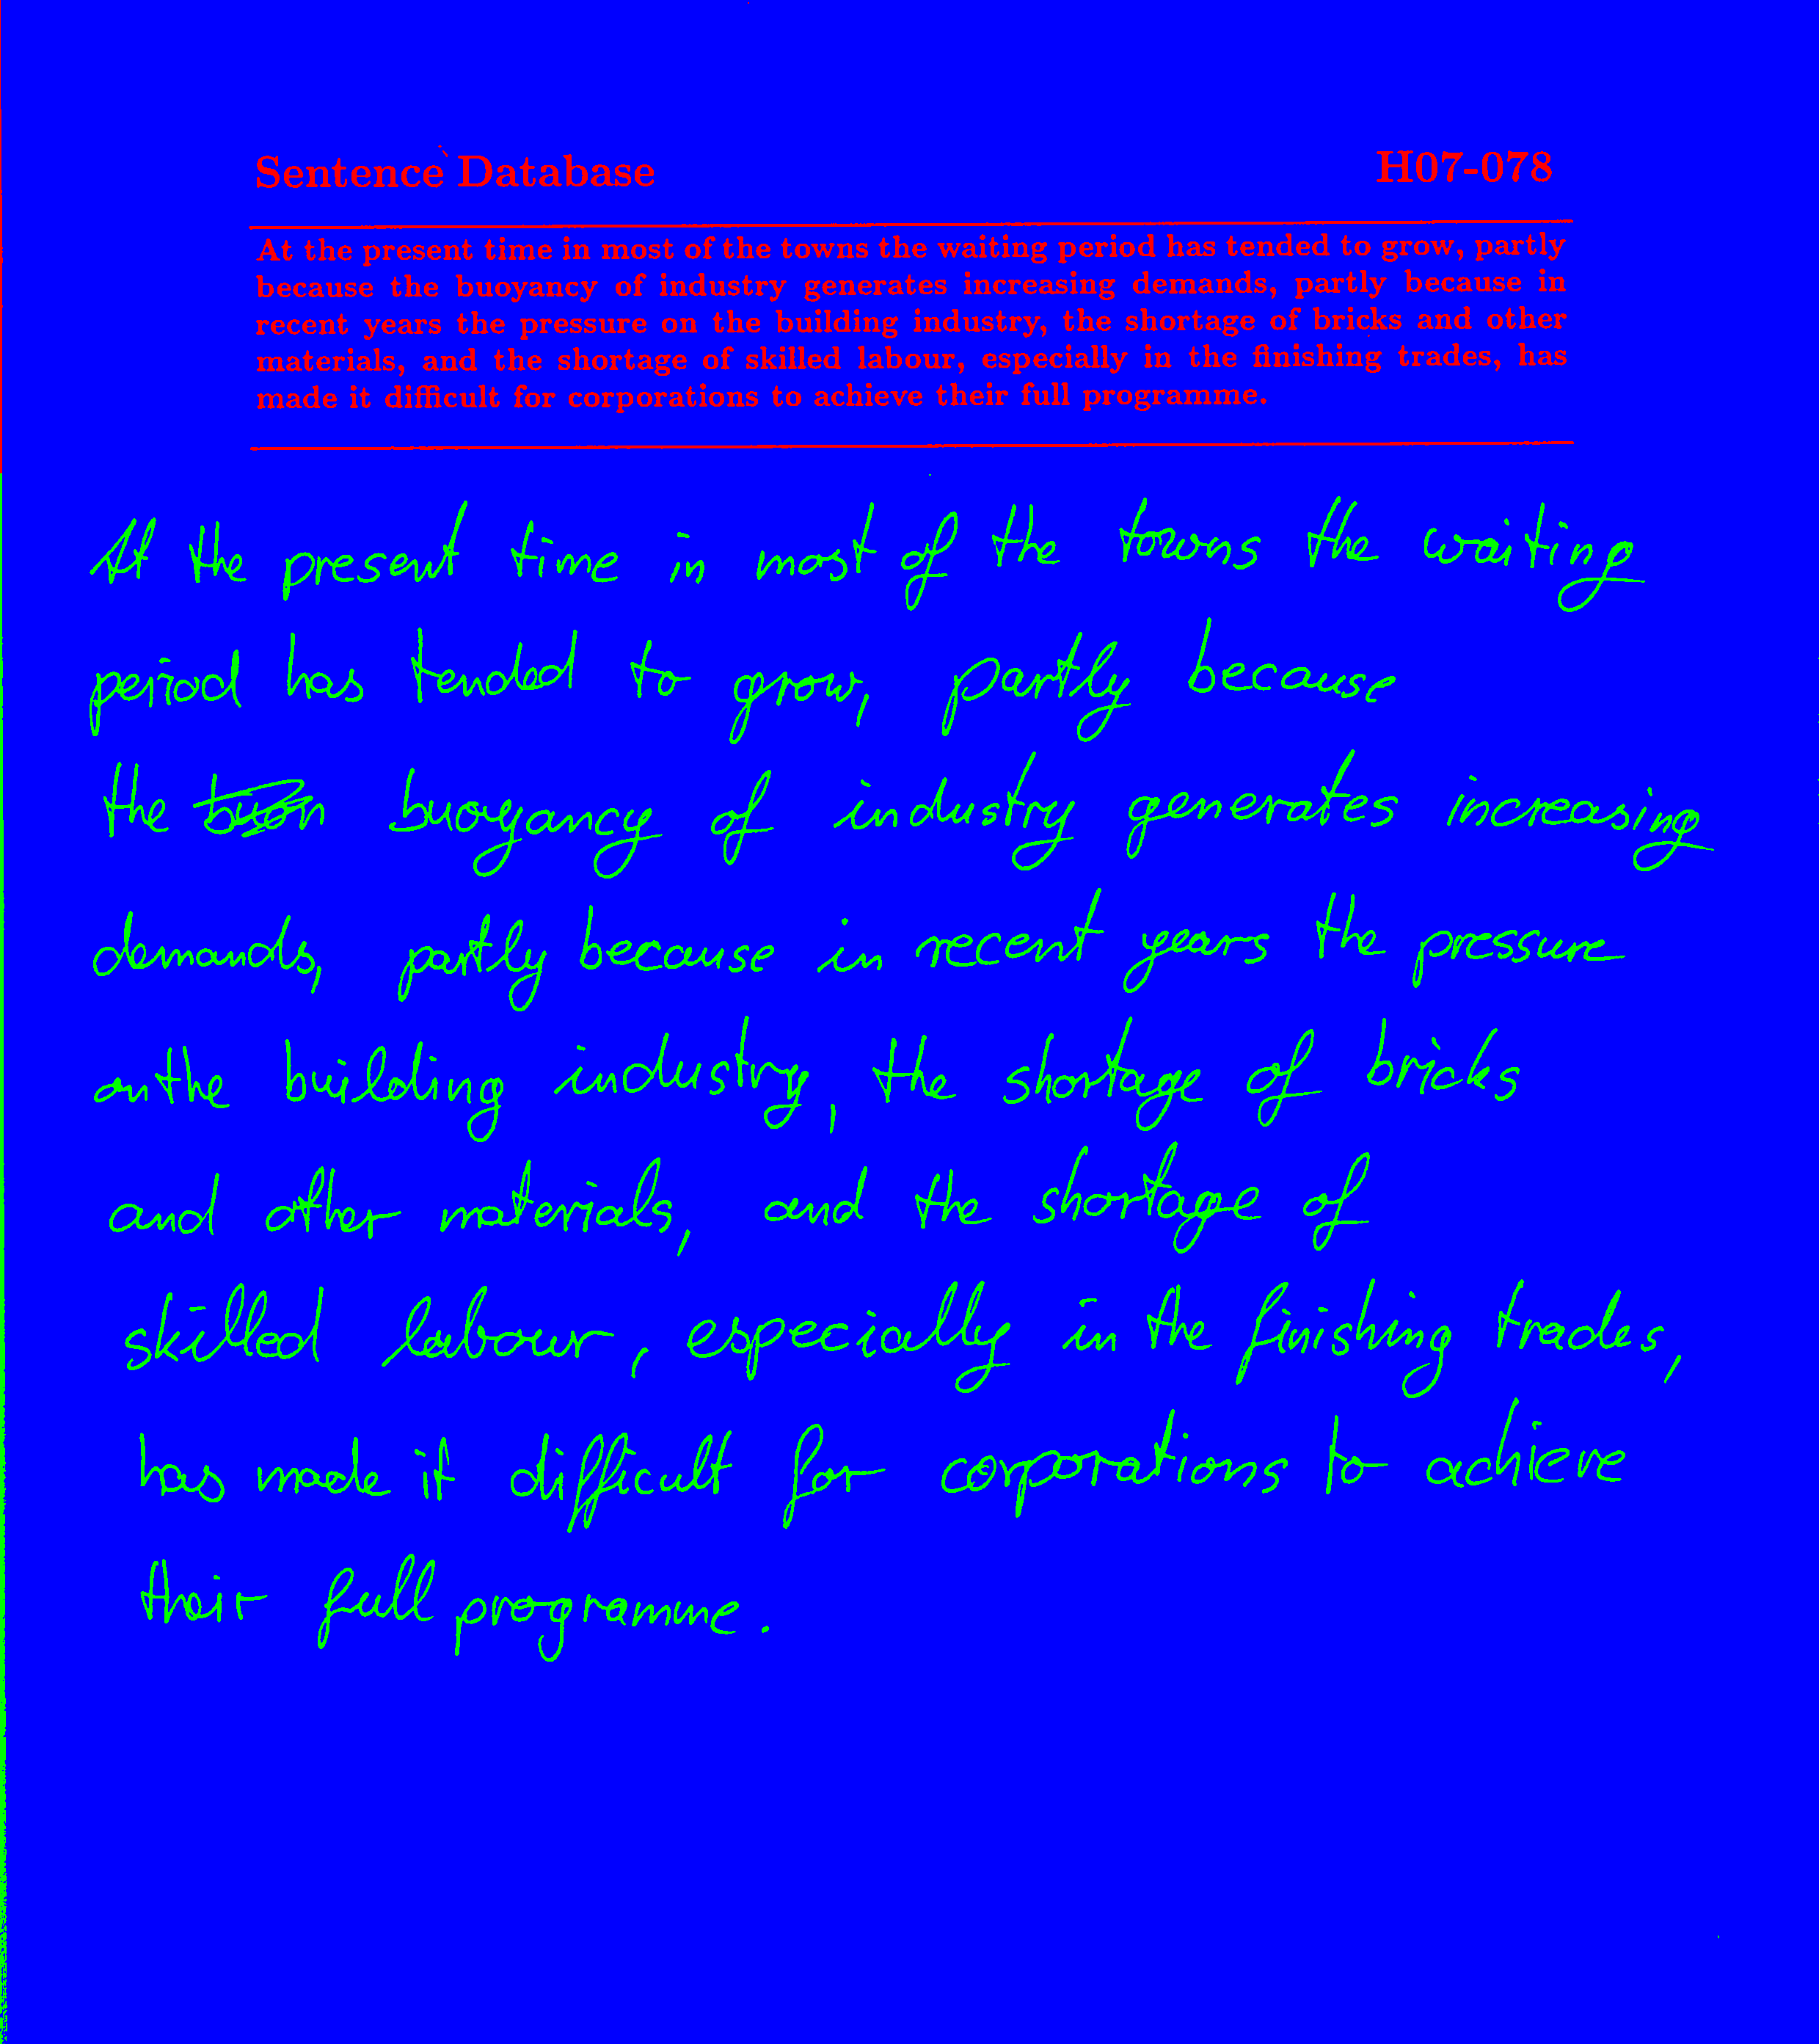 Sentence Database H07-078
At the present time in most of the towns the waiting period has tended to grow, partly
because the buoyancy of industry generates increasing demands, partly because in
recent years the pressure on the building industry, the shortage of bricks and other
materials, and the shortage of skilled labour, especially in the finishing trades, has
made it difficult for corporations to achieve their full programme.
At the present time in most of the towns the waiting
period has tended to grow, partly because
the buoyancy of industry generates increasing
demands, partly because in recent years the pressure
on the building industry, the shortage of bricks
and other materials, and the shortage of
skilled labour, especially in the finishing trades,
has made it difficult for corporations to achieve
their full programme.